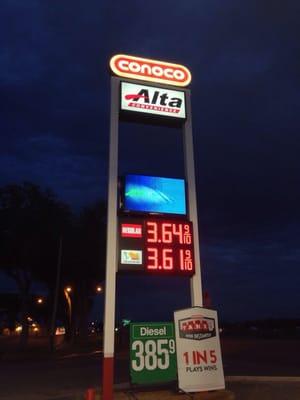 conoco
Alta
CONVENIENCE
REGULAR
3.64 9/10
3.61 9/10
Diesel
385 9
1 IN 5
PLAYS WINS